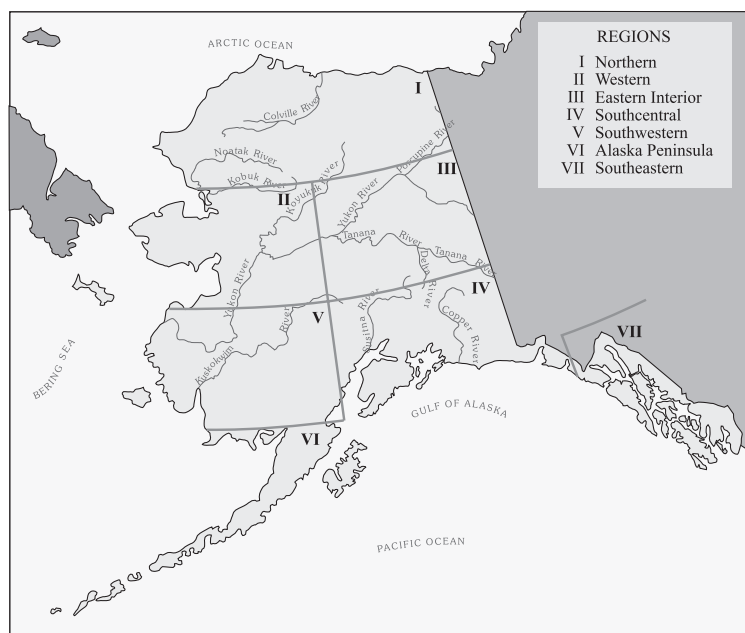 ARCTIC OCEAN
REGIONS
I Northern
II Western
III Eastern Interior
IV Southcentral
V Southwestern
VI Alaska Peninsula
VII Southeastern
I
Colville River
Noatak River
Porcupine River
III
Kobuk River
II
Koyukuk River
Yukon River
Tanana River
Tanana River
Yukon River
Delta River
IV
V
Susitna River
Copper River
Kuskokwim River
VII
BERING SEA
GULF OF ALASKA
VI
PACIFIC OCEAN